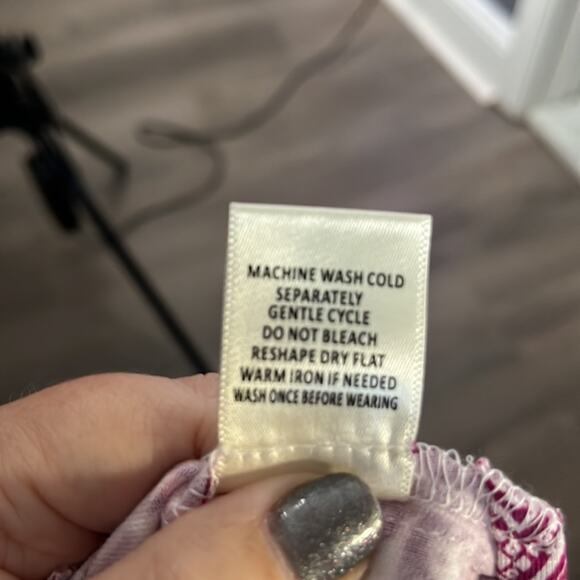 MACHINE WASH COLD
SEPARATELY
GENTLE CYCLE
DO NOT BLEACH
RESHAPE DRY FLAT
WARM IRON IF NEEDED
WASH ONCE BEFORE WEARING